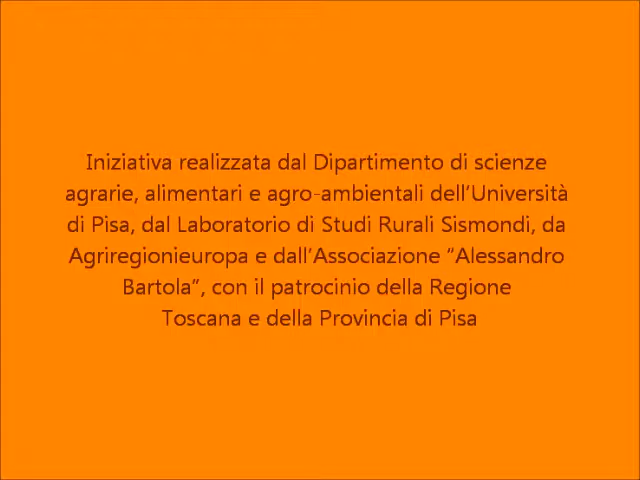 Iniziativa realizzata dal Dipartimento di scienze
agrarie, alimentari e agro-ambientali dell’Università
di Pisa, dal Laboratorio di Studi Rurali Sismondi, da
Agriregionieuropa e dall’Associazione “Alessandro
Bartola”, con il patrocinio della Regione
Toscana e della Provincia di Pisa